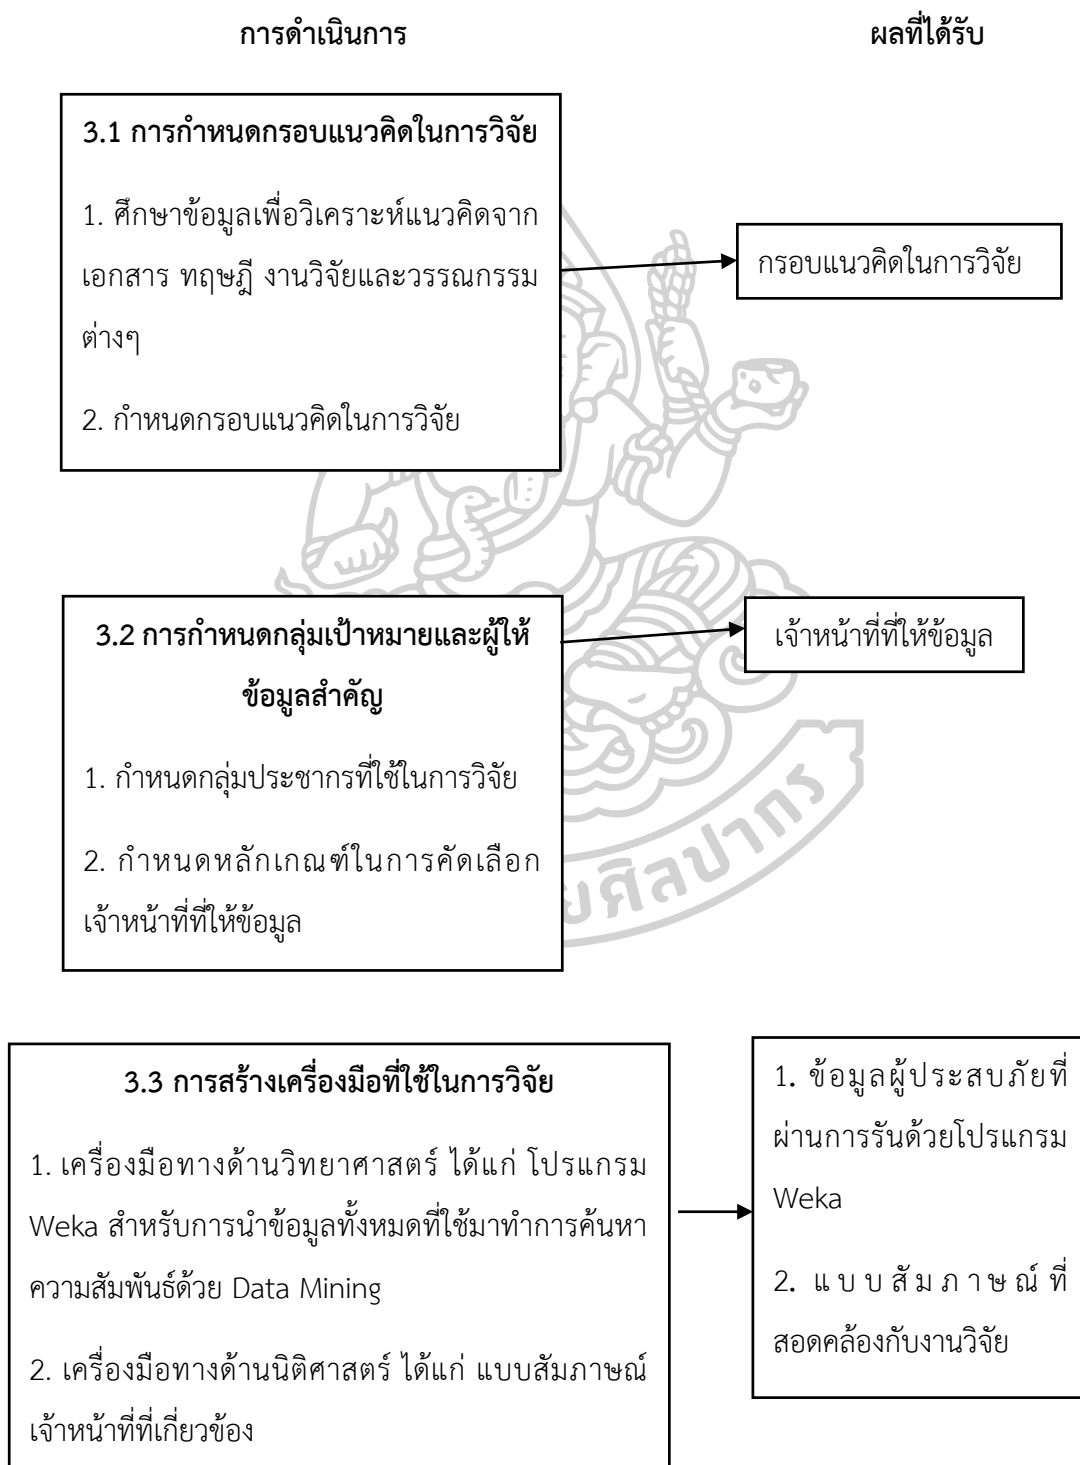 การดำเนินการ
ผลที่ได้รับ
3.1 การกำหนดกรอบแนวคิดในการวิจัย
1. ศึกษาข้อมูลเพื่อวิเคราะห์แนวคิดจาก
เอกสาร ทฤษฎี งานวิจัยและวรรณกรรม
ต่างๆ
2. กำหนดกรอบแนวคิดในการวิจัย
กรอบแนวคิดในการวิจัย
3.2 การกำหนดกลุ่มเป้าหมายและผู้ให้
ข้อมูลสำคัญ
1. กำหนดกลุ่มประชากรที่ใช้ในการวิจัย
2. กำหนดหลักเกณฑ์ในการคัดเลือก
เจ้าหน้าที่ที่ให้ข้อมูล
เจ้าหน้าที่ที่ให้ข้อมูล
ยศิลปากร
3.3 การสร้างเครื่องมือที่ใช้ในการวิจัย
1. เครื่องมือทางด้านวิทยาศาสตร์ ได้แก่ โปรแกรม
Weka สำหรับการนำข้อมูลทั้งหมดที่ใช้มาทำการค้นหา
ความสัมพันธ์ด้วย Data Mining
2. เครื่องมือทางด้านนิติศาสตร์ ได้แก่ แบบสัมภาษณ์
เจ้าหน้าที่ที่เกี่ยวข้อง
1. ข้อมูลผู้ประสบภัยที่
ผ่านการรันด้วยโปรแกรม
Weka
2. แบบสัมภาษณ์ที่
สอดคล้องกับงานวิจัย